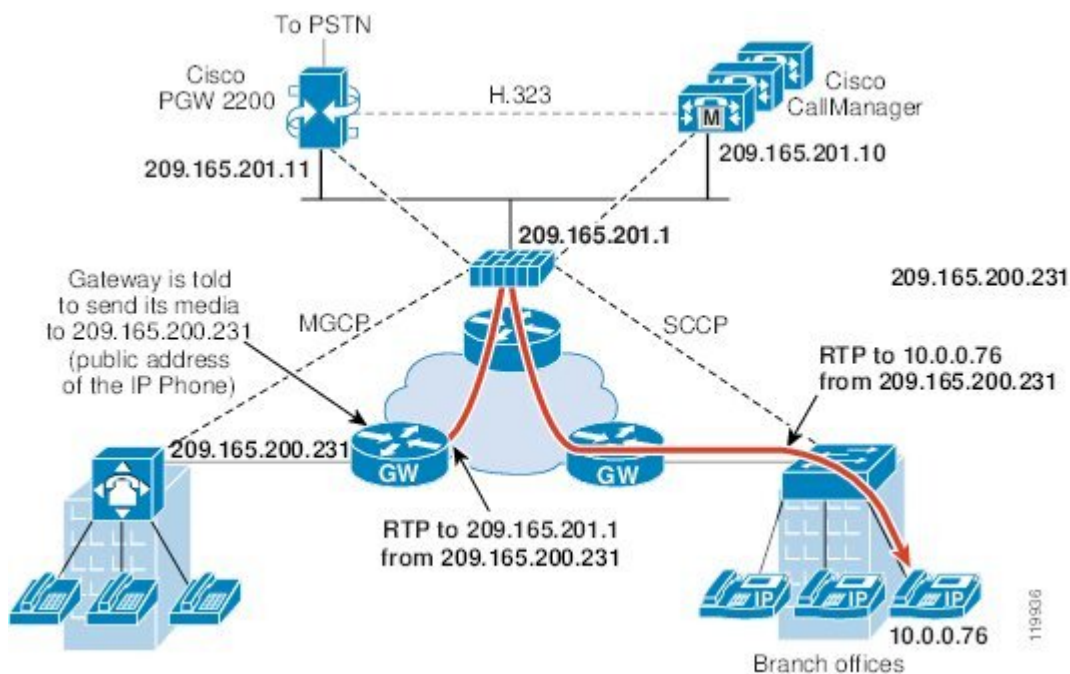 To PSTN
Cisco
PGW 2200
H.323
Cisco
CallManager
M
209.165.201.11
209.165.201.10
209.165.201.1
Gateway is told
to send its media
to 209.165.200.231
(public address
of the IP Phone)
MGCP
SCCP
209.165.200.231
RTP to 10.0.0.76
from 209.165.200.231
209.165.200.231
GW
GW
RTP to 209.165.201.1
from 209.165.200.231
IP
IP
IP
10.0.0.76
Branch offices
119936